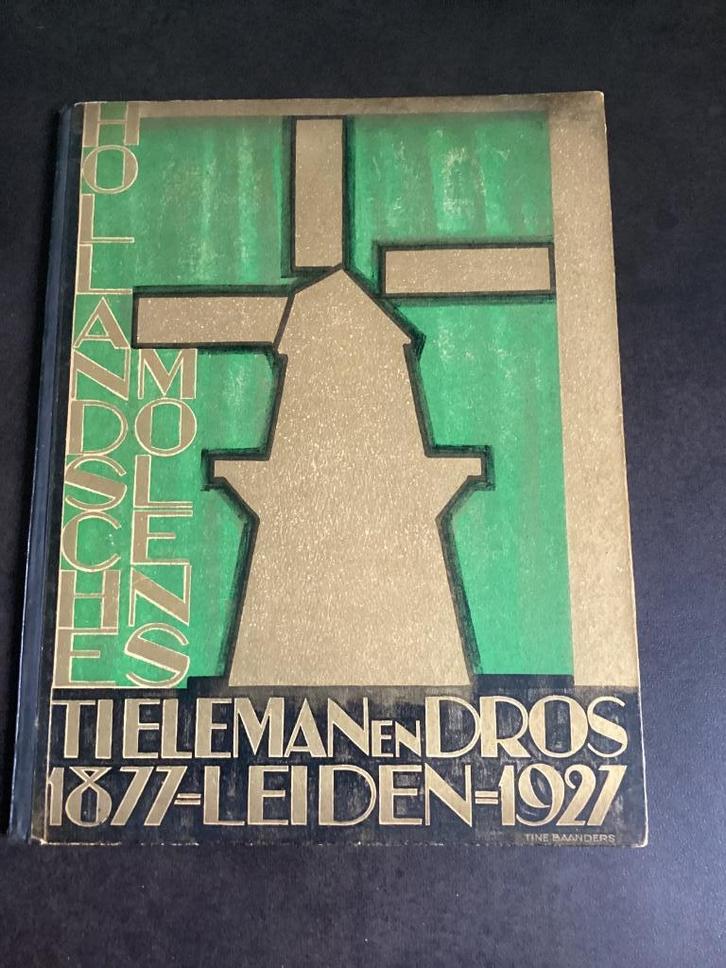 HOLLANDSCHE
MOLENS
TIELEMAN EN DROS
1877=LEIDEN=1927
TINE BAANDERS